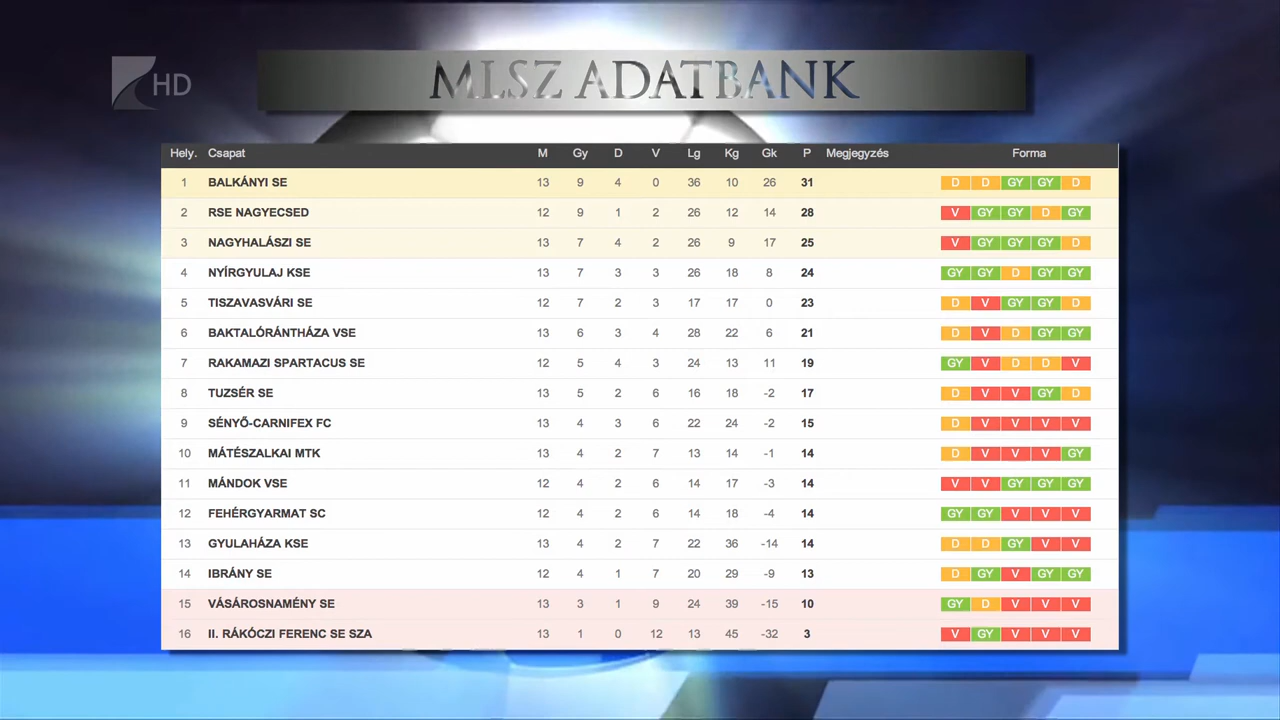 MLSZ ADATBANK
HD
Hely. Csapat M Gy D V Lg Kg Gk P Megjegyzés Forma
1 BALKÁNYI SE 13 9 4 0 36 10 26 31 D D GY GY D
2 RSE NAGYECSED 12 9 1 2 26 12 14 28 V GY GY D GY
3 NAGYHALÁSZI SE 13 7 4 2 26 9 17 25 V GY GY GY D
4 NYÍRGYULAJ KSE 13 7 3 3 26 18 8 24 GY GY D GY GY
5 TISZAVASVÁRI SE 12 7 2 3 17 17 0 23 D V GY GY D
6 BAKTALÓRÁNTHÁZA VSE 13 6 3 4 28 22 6 21 D V D GY GY
7 RAKAMAZI SPARTACUS SE 12 5 4 3 24 13 11 19 GY V D D V
8 TUZSÉR SE 13 5 2 6 16 18 -2 17 D V V GY D
9 SÉNYŐ-CARNIFEX FC 13 4 3 6 22 24 -2 15 D V V V V
10 MÁTÉSZALKAI MTK 13 4 2 7 13 14 -1 14 D V V V GY
11 MÁNDOK VSE 12 4 2 6 14 17 -3 14 V V GY GY GY
12 FEHÉRGYARMAT SC 12 4 2 6 14 18 -4 14 GY GY V V V
13 GYULAHÁZA KSE 13 4 2 7 22 36 -14 14 D D GY V V
14 IBRÁNY SE 12 4 1 7 20 29 -9 13 D GY V GY GY
15 VÁSÁROSNAMÉNY SE 13 3 1 9 24 39 -15 10 GY D V V V
16 II. RÁKÓCZI FERENC SE SZA 13 1 0 12 13 45 -32 3 V GY V V V